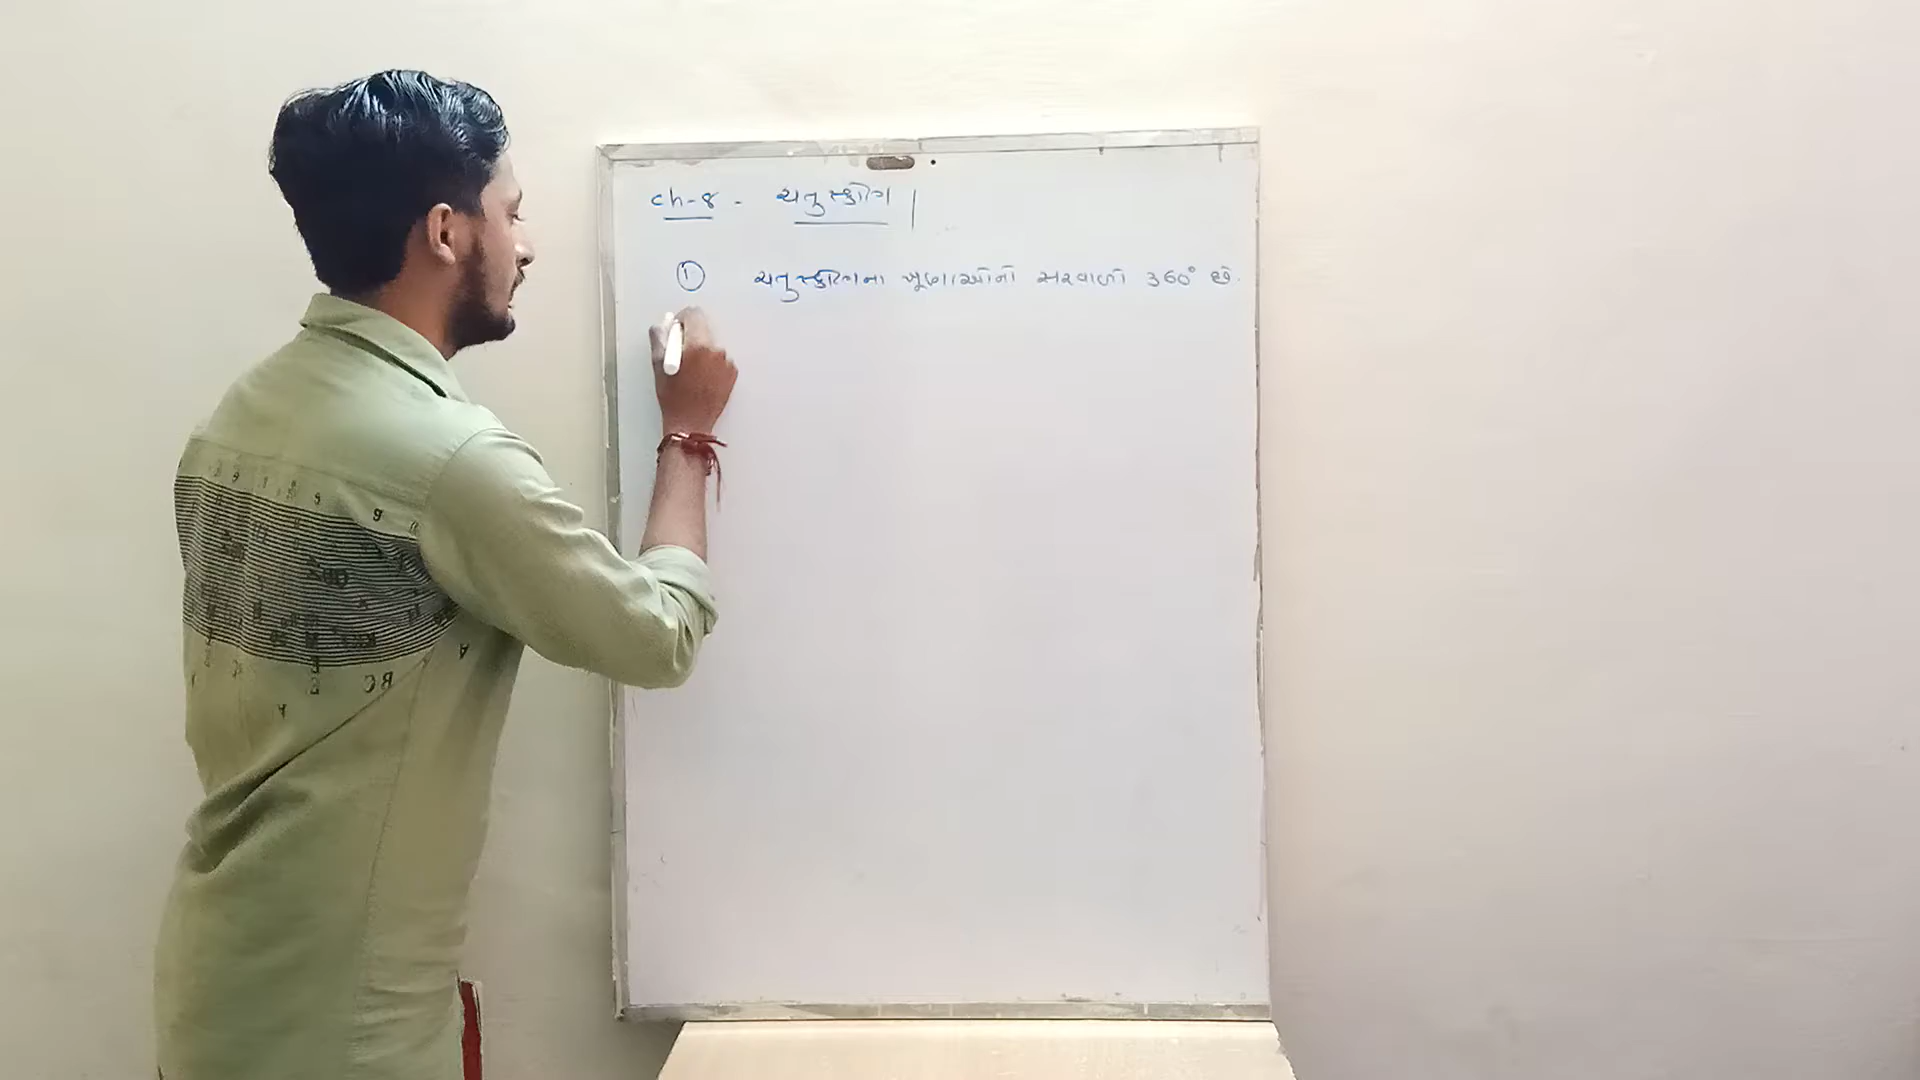 ch-8 - ચતુષ્કોણ
① ચતુષ્કોણના ખૂણાઓનો સરવાળો 360° છે.